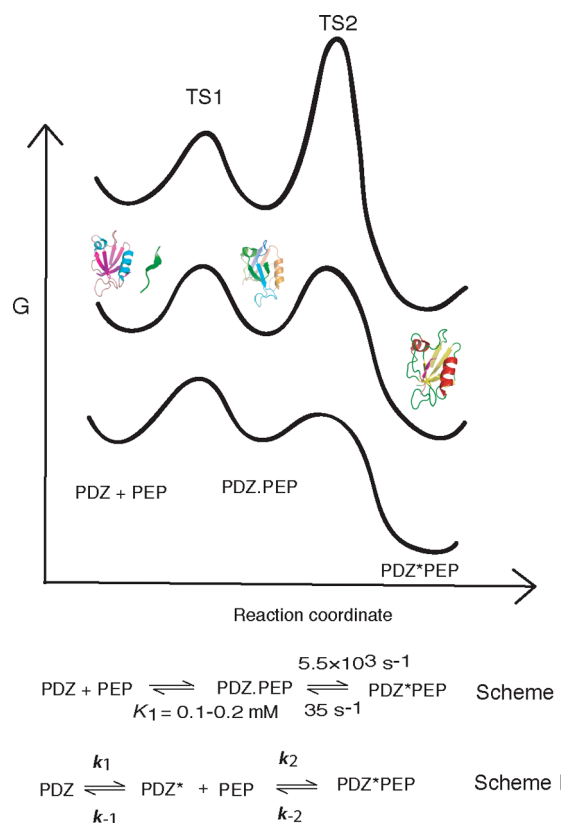 TS2
TS1
G
PDZ + PEP
PDZ.PEP
PDZ*PEP
Reaction coordinate
5.5×10³ s-1
PDZ + PEP ⇌ PDZ.PEP ⇌ PDZ*PEP Scheme
K1 = 0.1-0.2 mM 35 s-1
k1 k2
PDZ ⇌ PDZ* + PEP ⇌ PDZ*PEP Scheme I
k-1 k-2